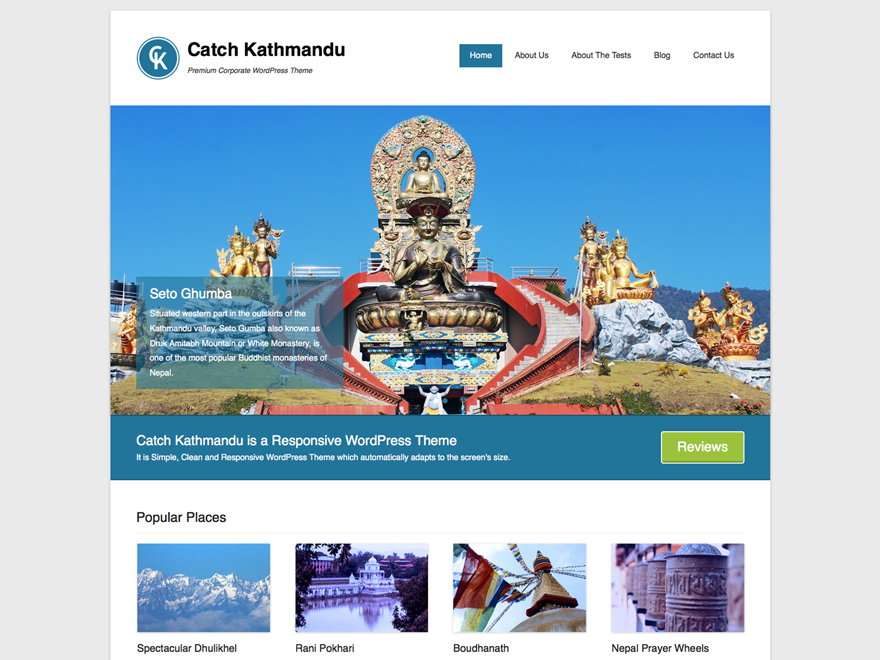 CK
Catch Kathmandu
Premium Corporate WordPress Theme
Home About Us About The Tests Blog Contact Us
Seto Ghumba
Situated western part in the outskirts of the
Kathmandu valley, Seto Gumba also known as
Druk Amitabh Mountain or White Monastery, is
one of the most popular Buddhist monasteries of
Nepal.
Catch Kathmandu is a Responsive WordPress Theme
It is Simple, Clean and Responsive WordPress Theme which automatically adapts to the screen's size.
Reviews
Popular Places
Spectacular Dhulikhel
Rani Pokhari
Boudhanath
Nepal Prayer Wheels